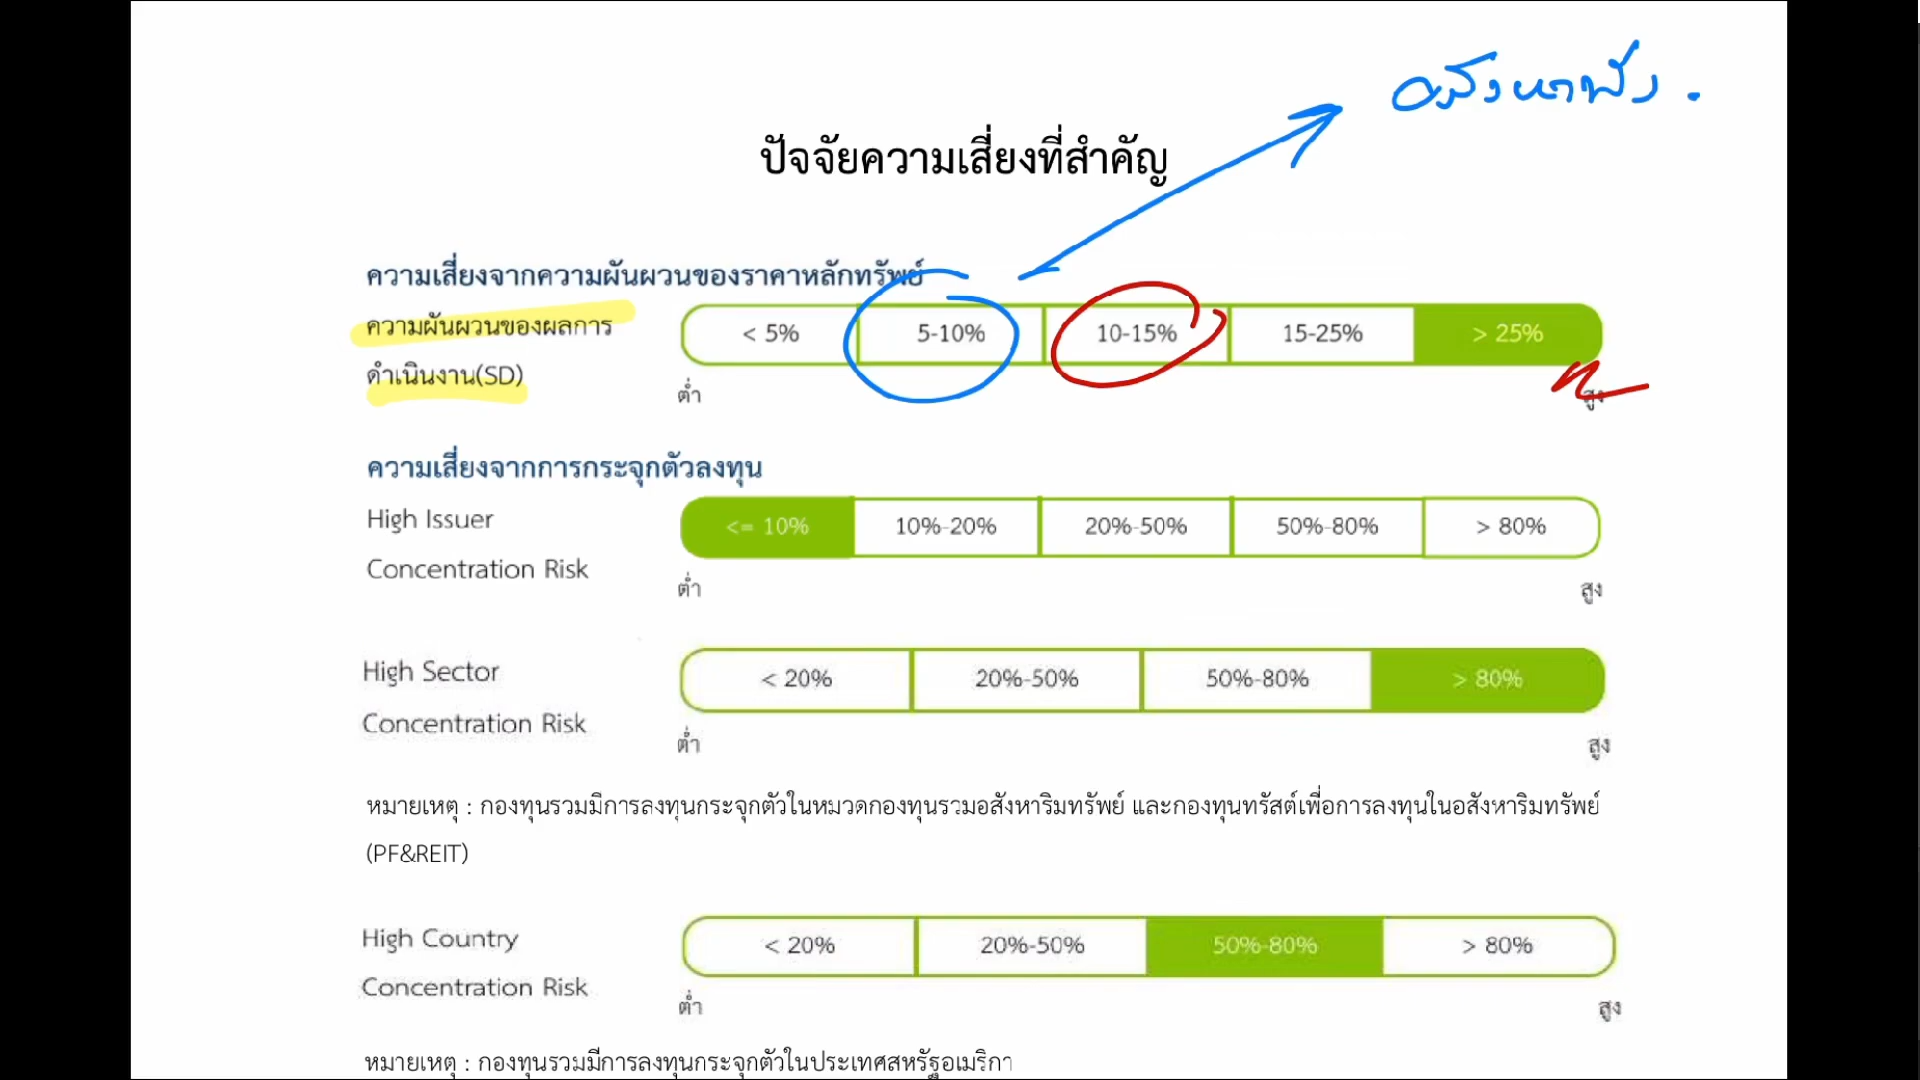 อสังหาฟัง.
ปัจจัยความเสี่ยงที่สำคัญ
ความเสี่ยงจากความผันผวนของราคาหลักทรัพย์
ความผันผวนของผลการ
ดำเนินงาน(SD)
< 5% 5-10% 10-15% 15-25% > 25%
ต่ำ สูง
ความเสี่ยงจากการกระจุกตัวลงทุน
High Issuer
Concentration Risk
<= 10% 10%-20% 20%-50% 50%-80% > 80%
ต่ำ สูง
High Sector
Concentration Risk
< 20% 20%-50% 50%-80% > 80%
ต่ำ สูง
หมายเหตุ : กองทุนรวมมีการลงทุนกระจุกตัวในหมวดกองทุนรวมอสังหาริมทรัพย์ และกองทุนทรัสต์เพื่อการลงทุนในอสังหาริมทรัพย์
(PF&REIT)
High Country
Concentration Risk
< 20% 20%-50% 50%-80% > 80%
ต่ำ สูง
หมายเหตุ : กองทุนรวมมีการลงทุนกระจุกตัวในประเทศสหรัฐอเมริกา